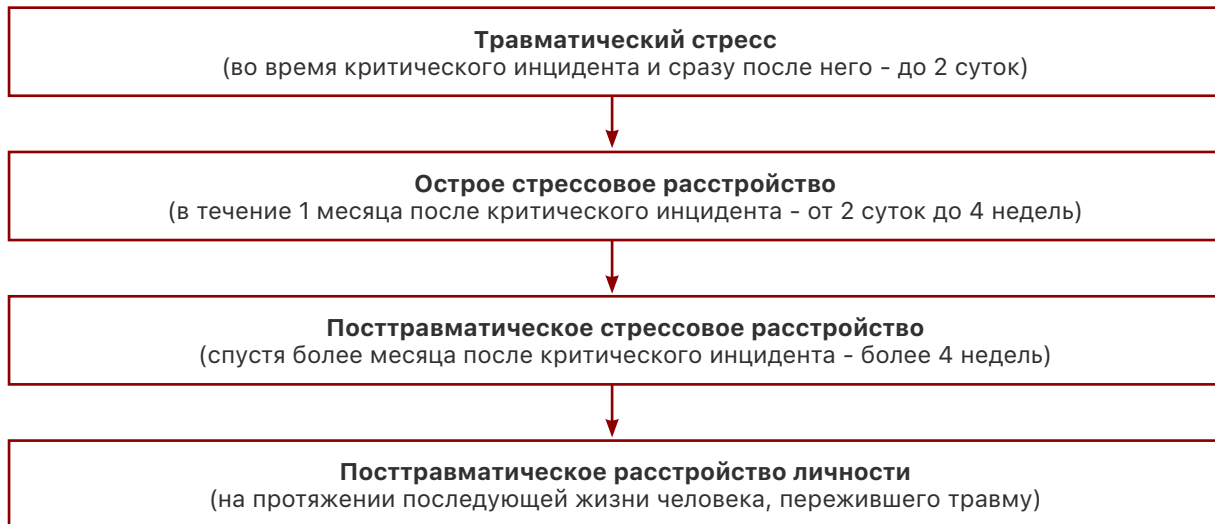 Травматический стресс
(во время критического инцидента и сразу после него - до 2 суток)
Острое стрессовое расстройство
(в течение 1 месяца после критического инцидента - от 2 суток до 4 недель)
Посттравматическое стрессовое расстройство
(спустя более месяца после критического инцидента - более 4 недель)
Посттравматическое расстройство личности
(на протяжении последующей жизни человека, пережившего травму)